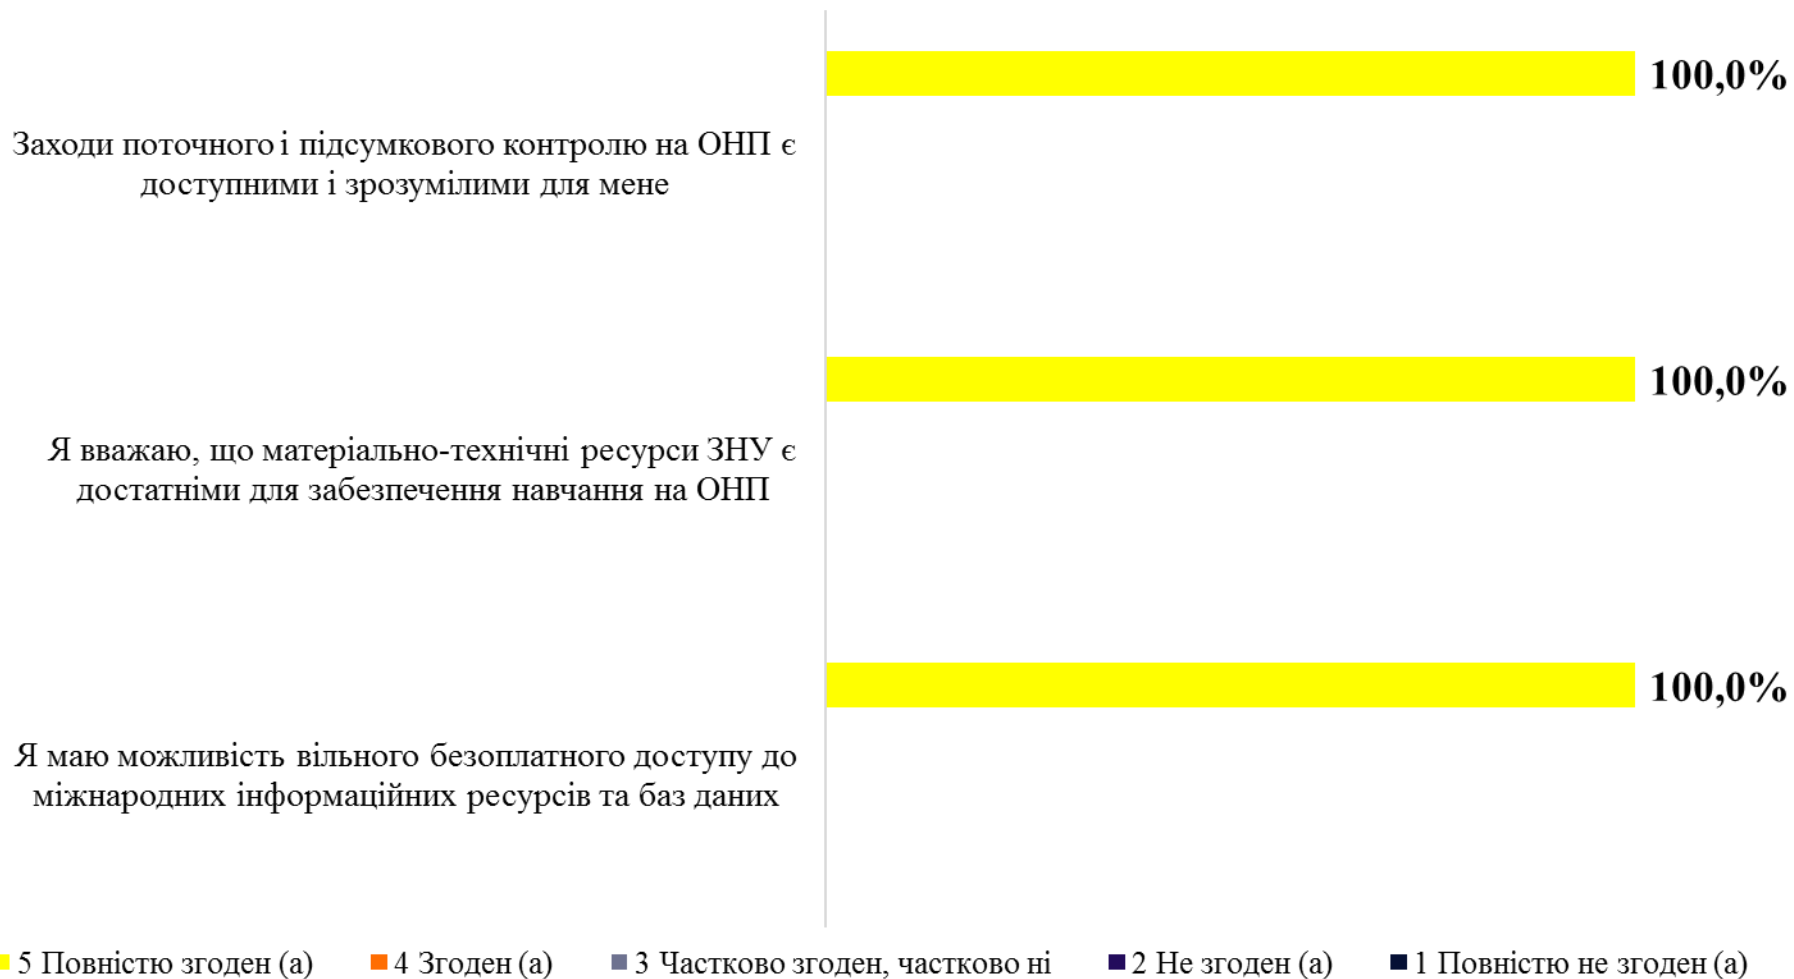 100,0%
Заходи поточного і підсумкового контролю на ОНП є
доступними і зрозумілими для мене
100,0%
Я вважаю, що матеріально-технічні ресурси ЗНУ є
достатніми для забезпечення навчання на ОНП
100,0%
Я маю можливість вільного безоплатного доступу до
міжнародних інформаційних ресурсів та баз даних
5 Повністю згоден (а) 4 Згоден (а) 3 Частково згоден, частково ні 2 Не згоден (а) 1 Повністю не згоден (а)